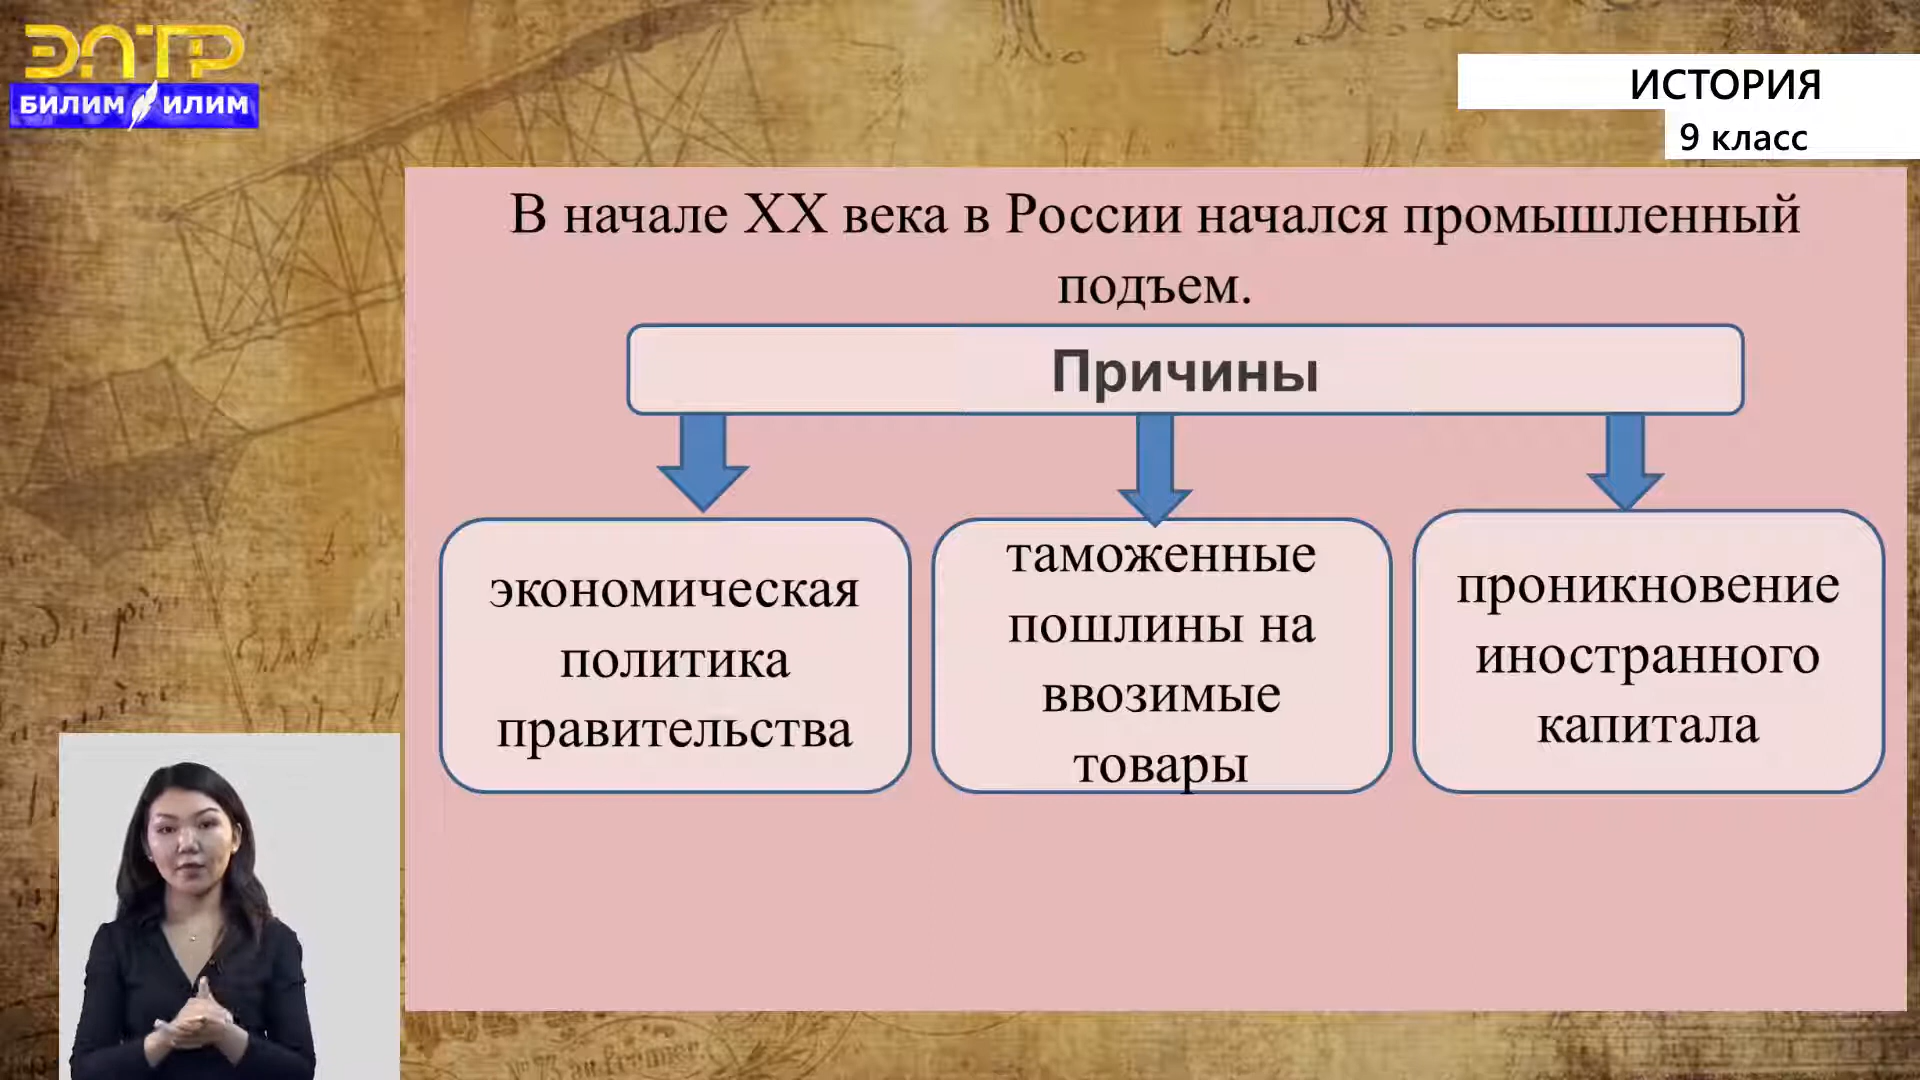 ЭЛТР
БИЛИМ ИЛИМ
ИСТОРИЯ
9 класс
В начале XX века в России начался промышленный
подъем.
Причины
экономическая
политика
правительства
таможенные
пошлины на
ввозимые
товары
проникновение
иностранного
капитала